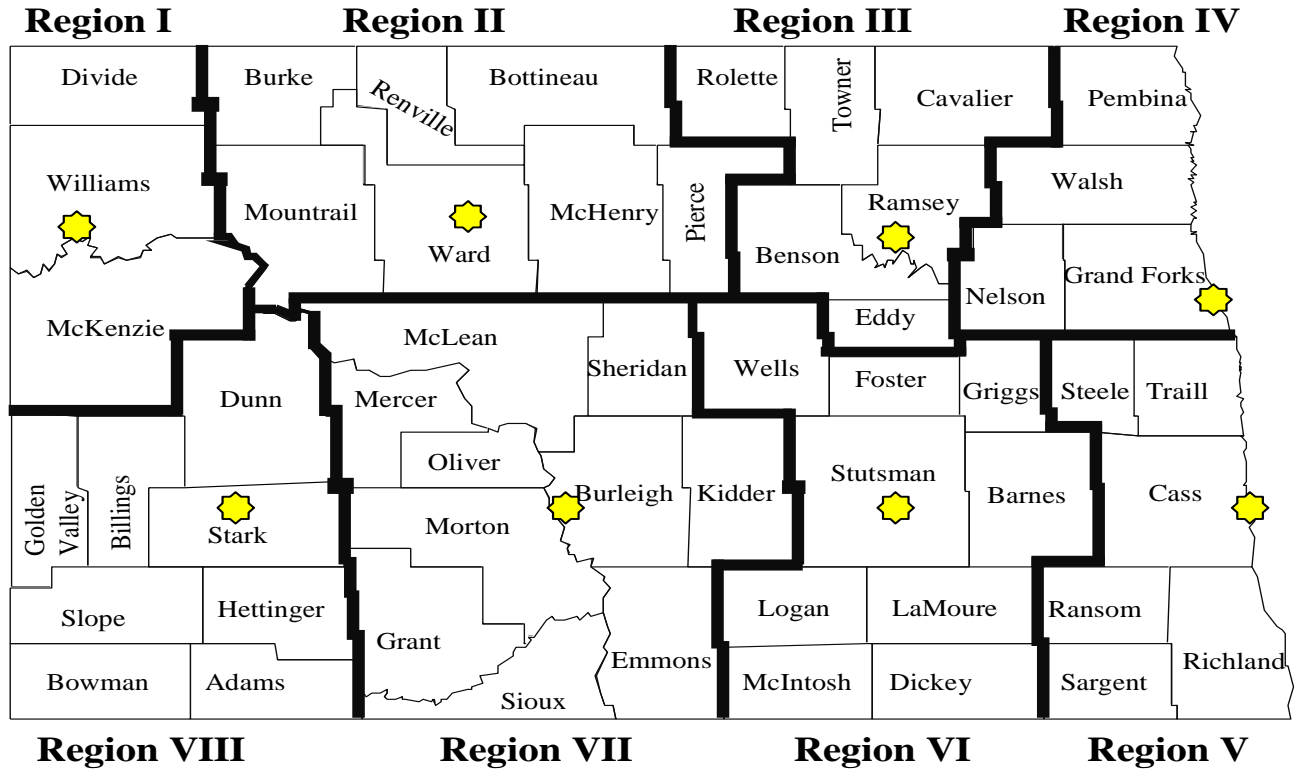 Region I Region II Region III Region IV
Divide Burke Renville Bottineau Rolette Towner Cavalier Pembina
Williams Mountrail Ward McHenry Pierce Benson Ramsey Walsh
McKenzie McLean Sheridan Wells Eddy Nelson Grand Forks
Dunn Mercer Foster Griggs Steele Traill
Oliver Stutsman
Golden Valley Billings Stark Morton Burleigh Kidder Barnes Cass
Slope Hettinger Grant Logan LaMoure Ransom
Bowman Adams Sioux Emmons McIntosh Dickey Sargent Richland
Region VIII Region VII Region VI Region V